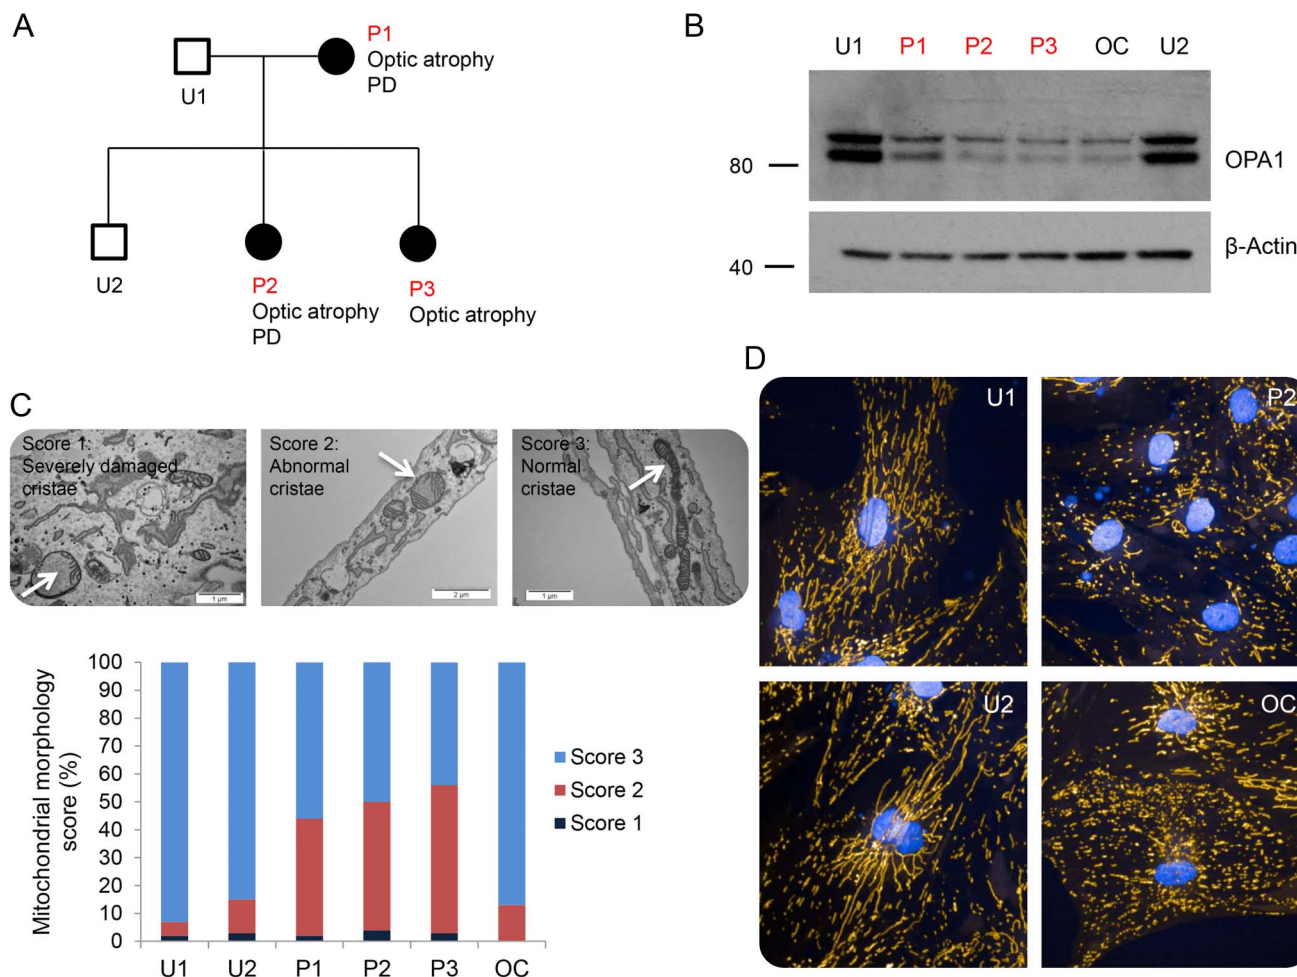 A
P1
Optic atrophy
PD
U1
U2
P2
Optic atrophy
PD
P3
Optic atrophy
B
U1 P1 P2 P3 OC U2
80
OPA1
40
β-Actin
C
Score 1:
Severely damaged
cristae
1 µm
Score 2:
Abnormal
cristae
2 µm
Score 3:
Normal
cristae
1 µm
Mitochondrial morphology
score (%)
100
90
80
70
60
50
40
30
20
10
0
U1 U2 P1 P2 P3 OC
Score 3
Score 2
Score 1
D
U1
P2
U2
OC